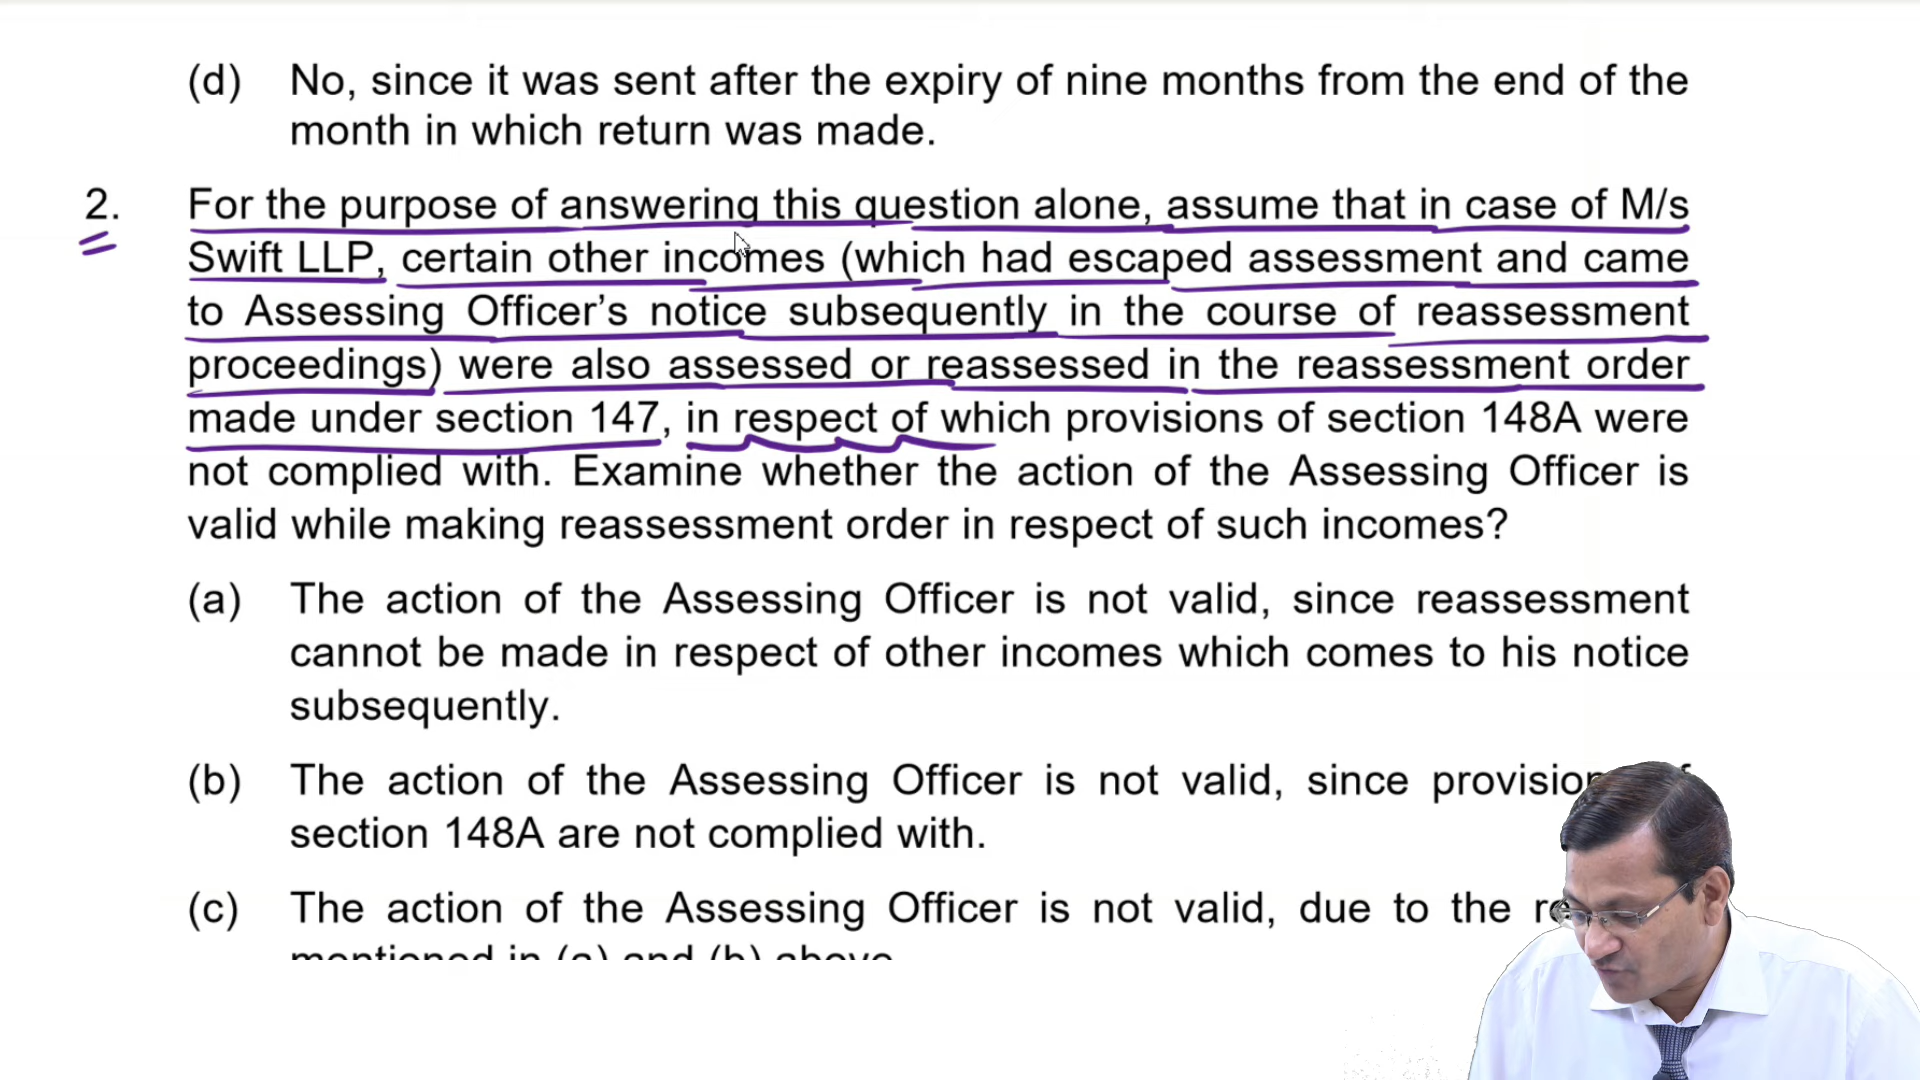 (d) No, since it was sent after the expiry of nine months from the end of the
month in which return was made.
2. For the purpose of answering this question alone, assume that in case of M/s
Swift LLP, certain other incomes (which had escaped assessment and came
to Assessing Officer’s notice subsequently in the course of reassessment
proceedings) were also assessed or reassessed in the reassessment order
made under section 147, in respect of which provisions of section 148A were
not complied with. Examine whether the action of the Assessing Officer is
valid while making reassessment order in respect of such incomes?
(a) The action of the Assessing Officer is not valid, since reassessment
cannot be made in respect of other incomes which comes to his notice
subsequently.
(b) The action of the Assessing Officer is not valid, since
section 148A are not complied with.
(c) The action of the Assessing Officer is not valid, due to the
mentioned in (a) and (b) above